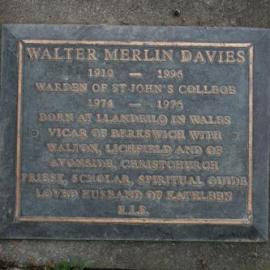 WALTER MERLIN DAVIES
1910 — 1996
WARDEN OF ST JOHN'S COLLEGE
1974 — 1976
BORN AT LLANDEILO IN WALES
VICAR OF BERKSWICH WITH
WALTON, LICHFIELD AND OF
AVONSIDE, CHRISTCHURCH
PRIEST, SCHOLAR, SPIRITUAL GUIDE
LOVED HUSBAND OF KATHLEEN
R.I.P.